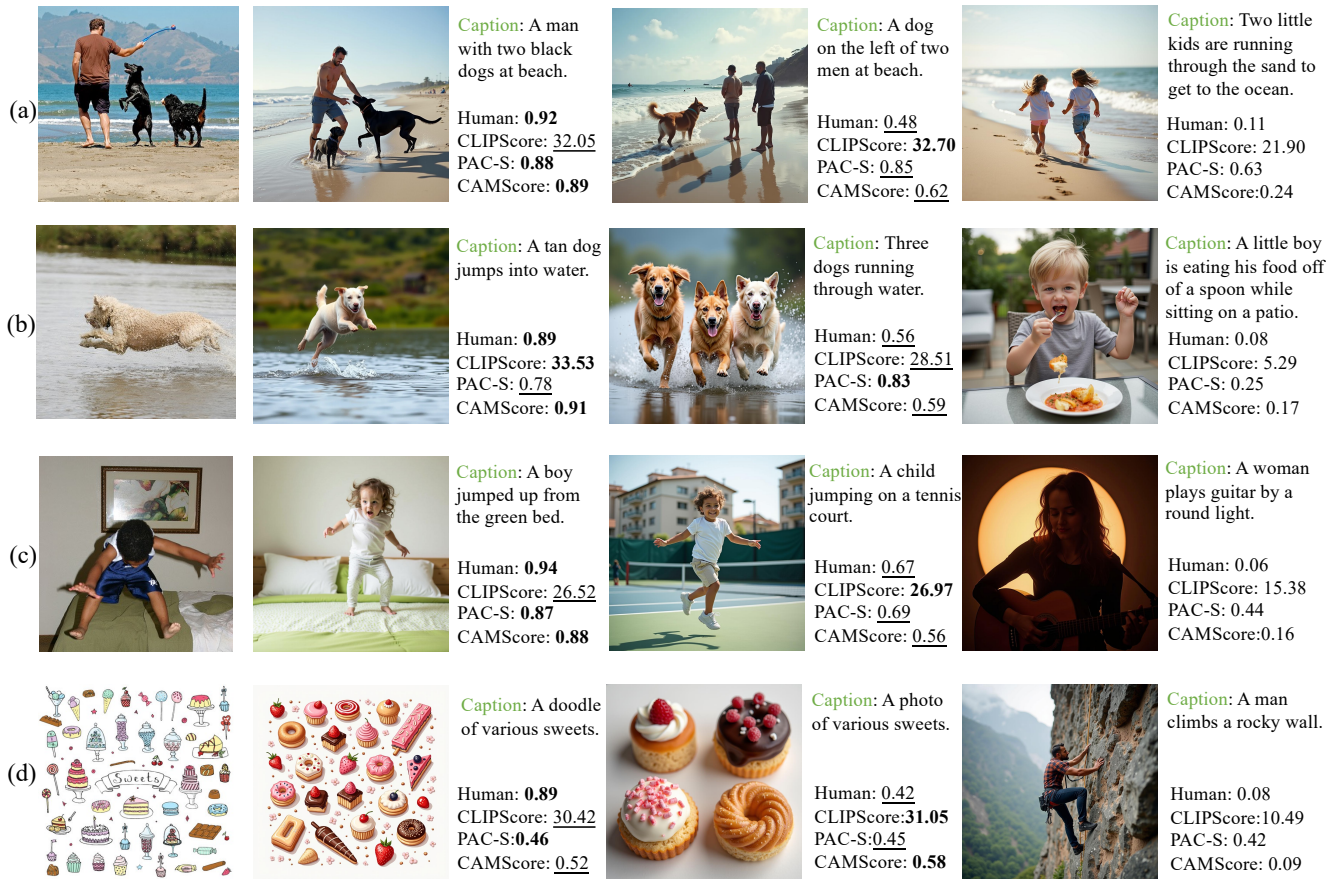 (a)
Caption: A man
with two black
dogs at beach.
Human: 0.92
CLIPScore: 32.05
PAC-S: 0.88
CAMScore: 0.89
Caption: A dog
on the left of two
men at beach.
Human: 0.48
CLIPScore: 32.70
PAC-S: 0.85
CAMScore: 0.62
Caption: Two little
kids are running
through the sand to
get to the ocean.
Human: 0.11
CLIPScore: 21.90
PAC-S: 0.63
CAMScore:0.24
(b)
Caption: A tan dog
jumps into water.
Human: 0.89
CLIPScore: 33.53
PAC-S: 0.78
CAMScore: 0.91
Caption: Three
dogs running
through water.
Human: 0.56
CLIPScore: 28.51
PAC-S: 0.83
CAMScore: 0.59
Caption: A little boy
is eating his food off
of a spoon while
sitting on a patio.
Human: 0.08
CLIPScore: 5.29
PAC-S: 0.25
CAMScore: 0.17
(c)
Caption: A boy
jumped up from
the green bed.
Human: 0.94
CLIPScore: 26.52
PAC-S: 0.87
CAMScore: 0.88
Caption: A child
jumping on a tennis
court.
Human: 0.67
CLIPScore: 26.97
PAC-S: 0.69
CAMScore: 0.56
Caption: A woman
plays guitar by a
round light.
Human: 0.06
CLIPScore: 15.38
PAC-S: 0.44
CAMScore:0.16
(d)
Sweets
Caption: A doodle
of various sweets.
Human: 0.89
CLIPScore: 30.42
PAC-S:0.46
CAMScore: 0.52
Caption: A photo
of various sweets.
Human: 0.42
CLIPScore:31.05
PAC-S:0.45
CAMScore: 0.58
Caption: A man
climbs a rocky wall.
Human: 0.08
CLIPScore:10.49
PAC-S: 0.42
CAMScore: 0.09